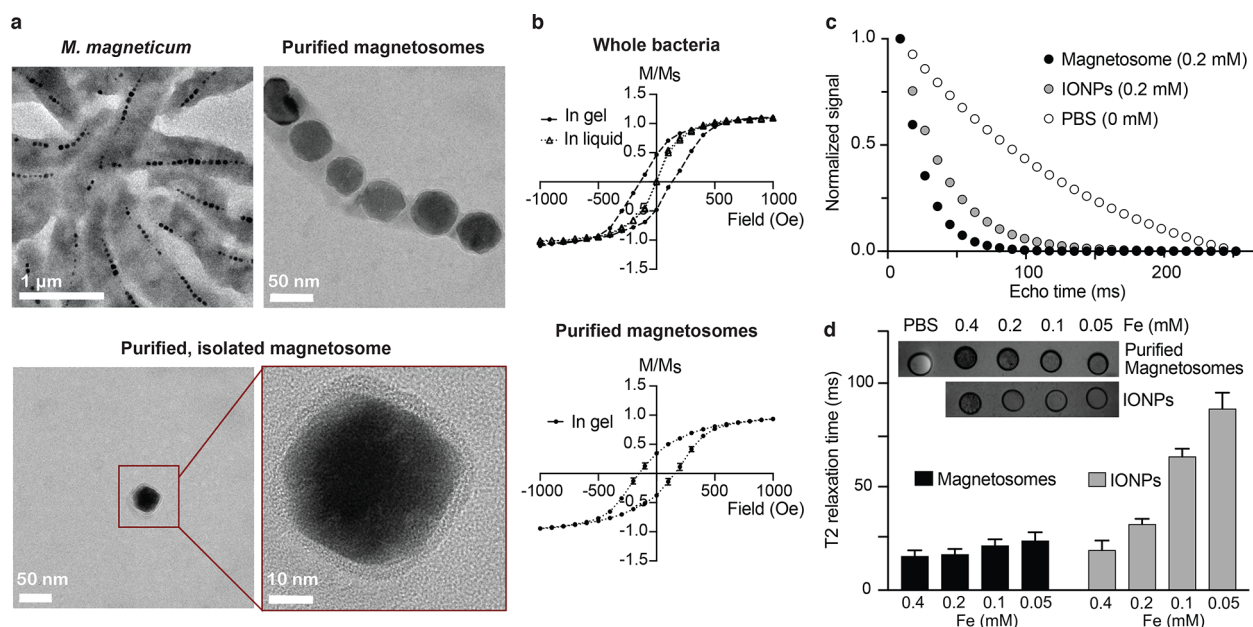 a
M. magneticum
Purified magnetosomes
1 µm
50 nm
Purified, isolated magnetosome
50 nm
10 nm
b
Whole bacteria
M/Ms
1.5
In gel
1.0
In liquid
0.5
-1000
-500
500
1000
0.5
Field (Oe)
-1.0
-1.5
Purified magnetosomes
M/Ms
1.5
In gel
1.0
0.5
-1000
-500
500
1000
-0.5
Field (Oe)
-1.0
-1.5
c
1.0
Magnetosome (0.2 mM)
IONPs (0.2 mM)
PBS (0 mM)
Normalized signal
0.5
0.0
0
100
200
Echo time (ms)
d
PBS 0.4 0.2 0.1 0.05 Fe (mM)
Purified
Magnetosomes
IONPs
T2 relaxation time (ms)
100
50
0
Magnetosomes
IONPs
0.4 0.2 0.1 0.05 0.4 0.2 0.1 0.05
Fe (mM) Fe (mM)